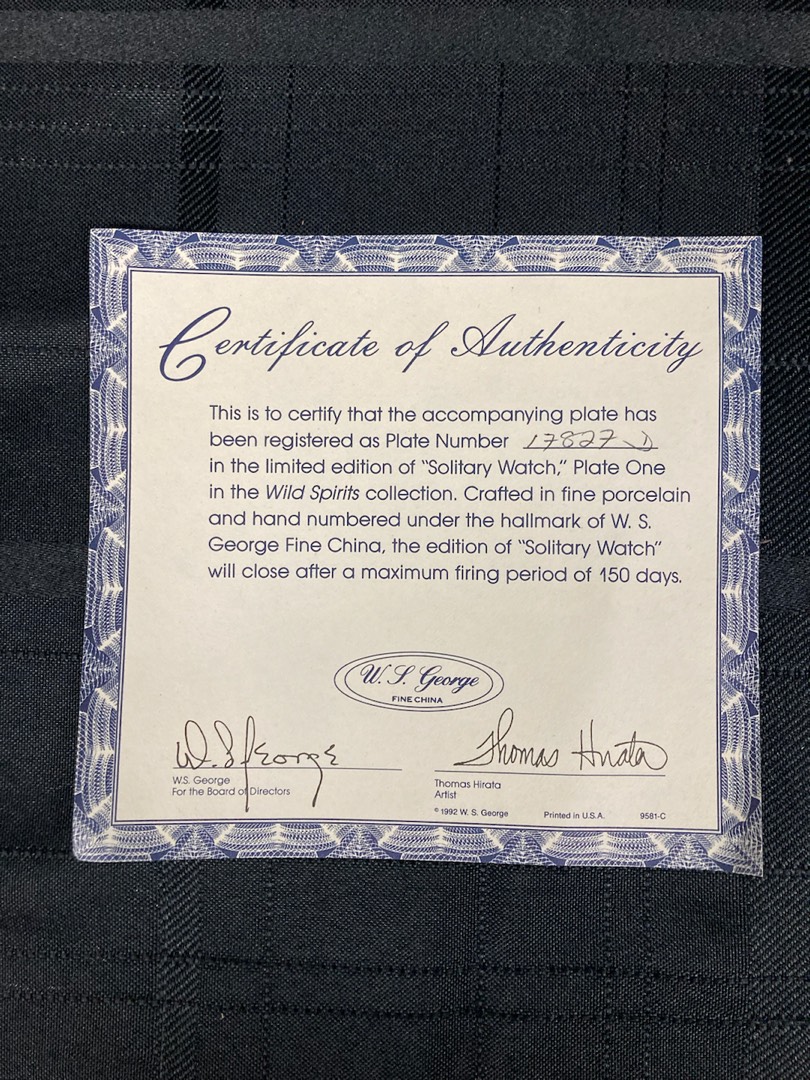 Certificate of Authenticity
This is to certify that the accompanying plate has
been registered as Plate Number 17827 D
in the limited edition of "Solitary Watch," Plate One
in the Wild Spirits collection. Crafted in fine porcelain
and hand numbered under the hallmark of W. S.
George Fine China, the edition of "Solitary Watch"
will close after a maximum firing period of 150 days.
W. S. George
FINE CHINA
W. S. George
W.S. George
For the Board of Directors
Thomas Hirata
Thomas Hirata
Artist
© 1992 W. S. George Printed in U.S.A. 9581-C